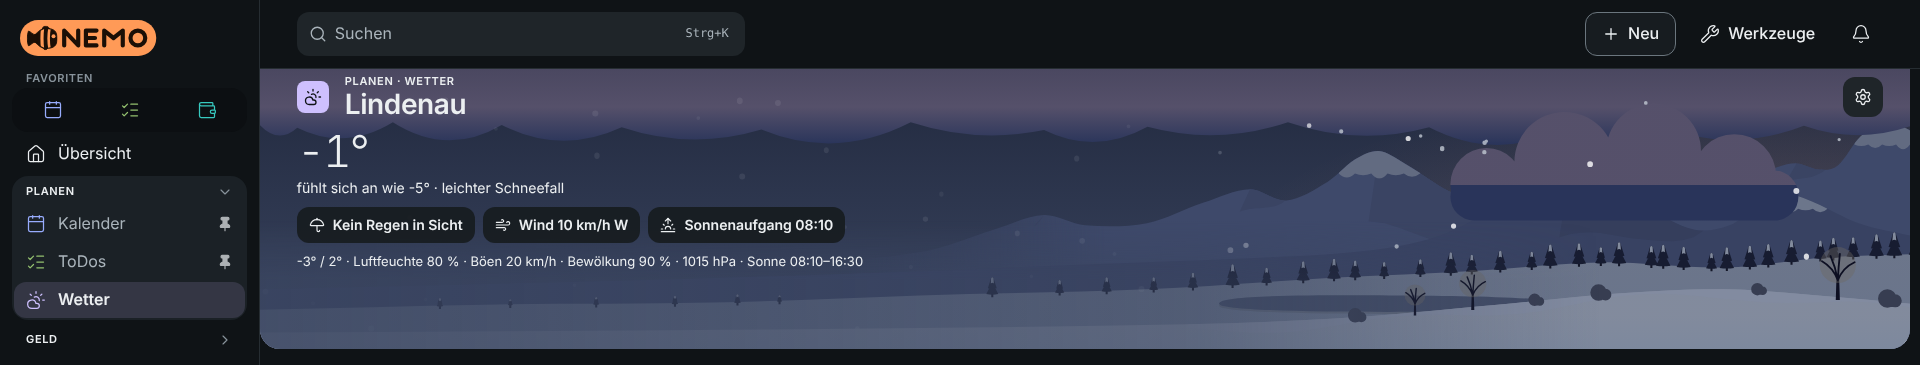 NEMO
FAVORITEN
Übersicht
PLANEN
Kalender
ToDos
Wetter
GELD
Suchen
Strg+K
Neu
Werkzeuge
PLANEN · WETTER
Lindenau
-1°
fühlt sich an wie -5° · leichter Schneefall
Kein Regen in Sicht
Wind 10 km/h W
Sonnenaufgang 08:10
-3° / 2° · Luftfeuchte 80 % · Böen 20 km/h · Bewölkung 90 % · 1015 hPa · Sonne 08:10–16:30